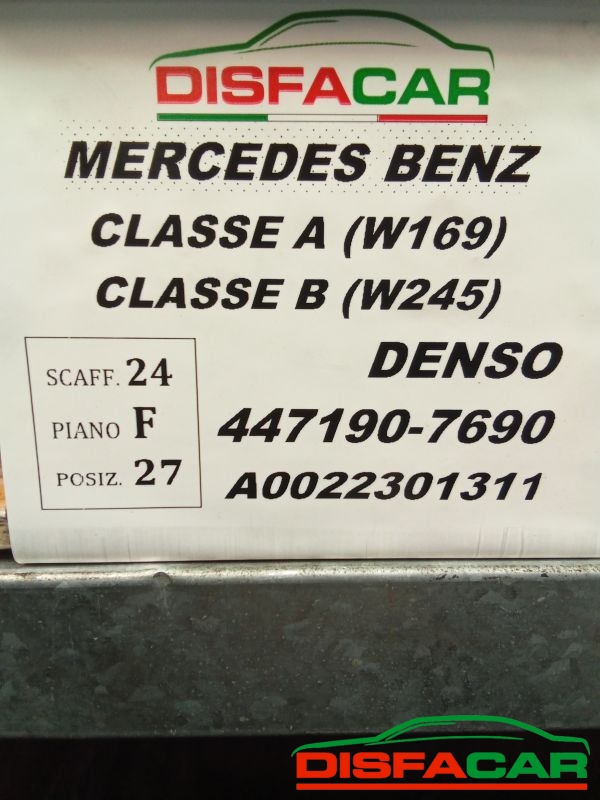 DISFACAR
MERCEDES BENZ
CLASSE A (W169)
CLASSE B (W245)
DENSO
SCAFF. 24
PIANO F
POSIZ. 27
447190-7690
A0022301311
DISFACAR